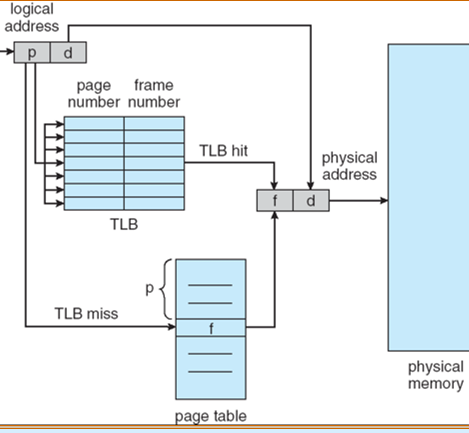 logical
address
p d
page number
frame number
TLB hit
TLB
physical
address
f d
p
TLB miss
f
page table
physical
memory